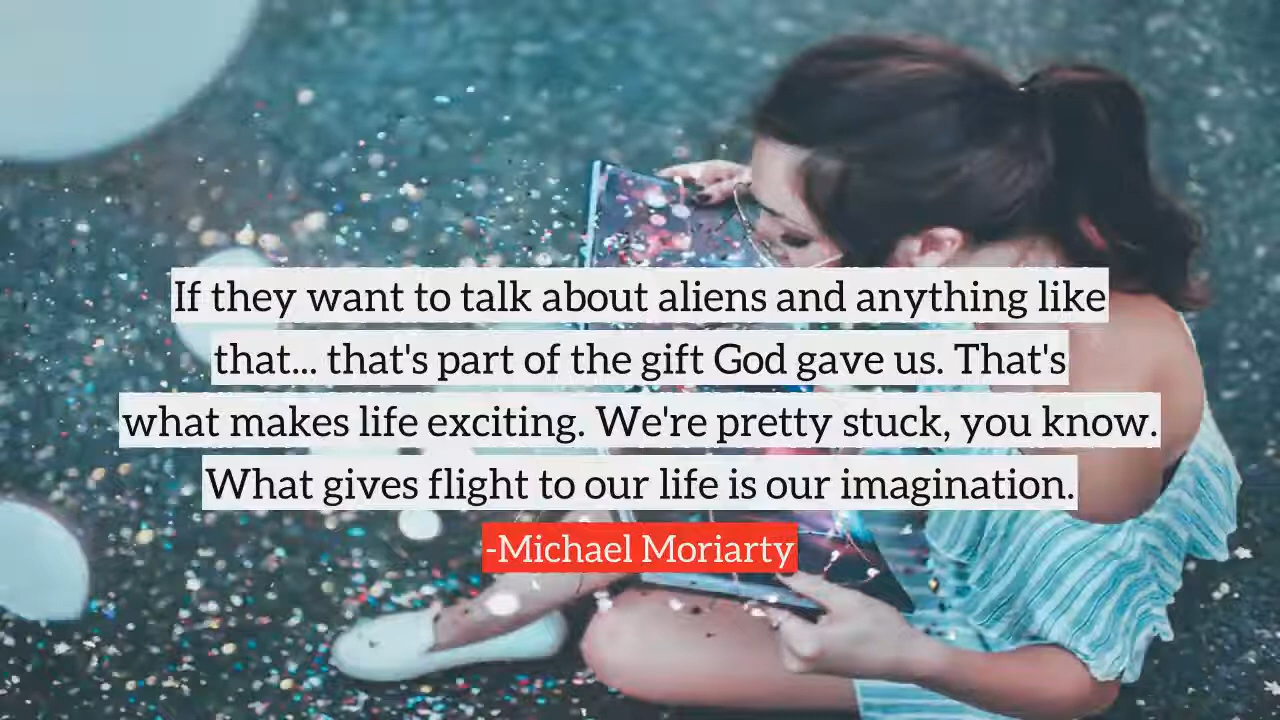 If they want to talk about aliens and anything like
that... that's part of the gift God gave us. That's
what makes life exciting. We're pretty stuck, you know.
What gives flight to our life is our imagination.
-Michael Moriarty